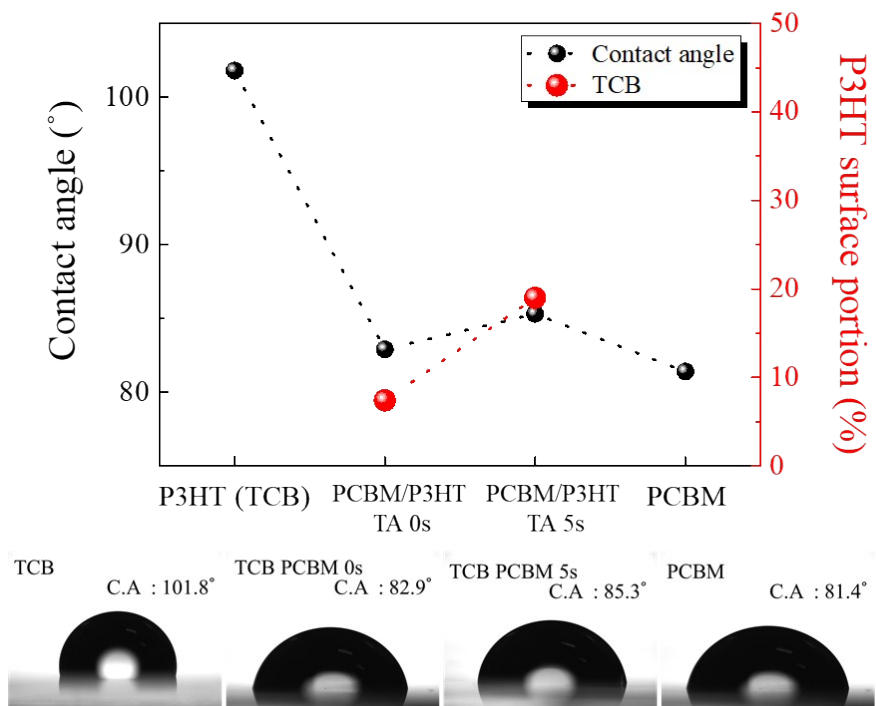 Contact angle
TCB
Contact angle (°)
100
90
80
50
40
30
20
10
0
P3HT surface portion (%)
P3HT (TCB)
PCBM/P3HT
TA 0s
PCBM/P3HT
TA 5s
PCBM
TCB
C.A : 101.8°
TCB PCBM 0s
C.A : 82.9°
TCB PCBM 5s
C.A : 85.3°
PCBM
C.A : 81.4°